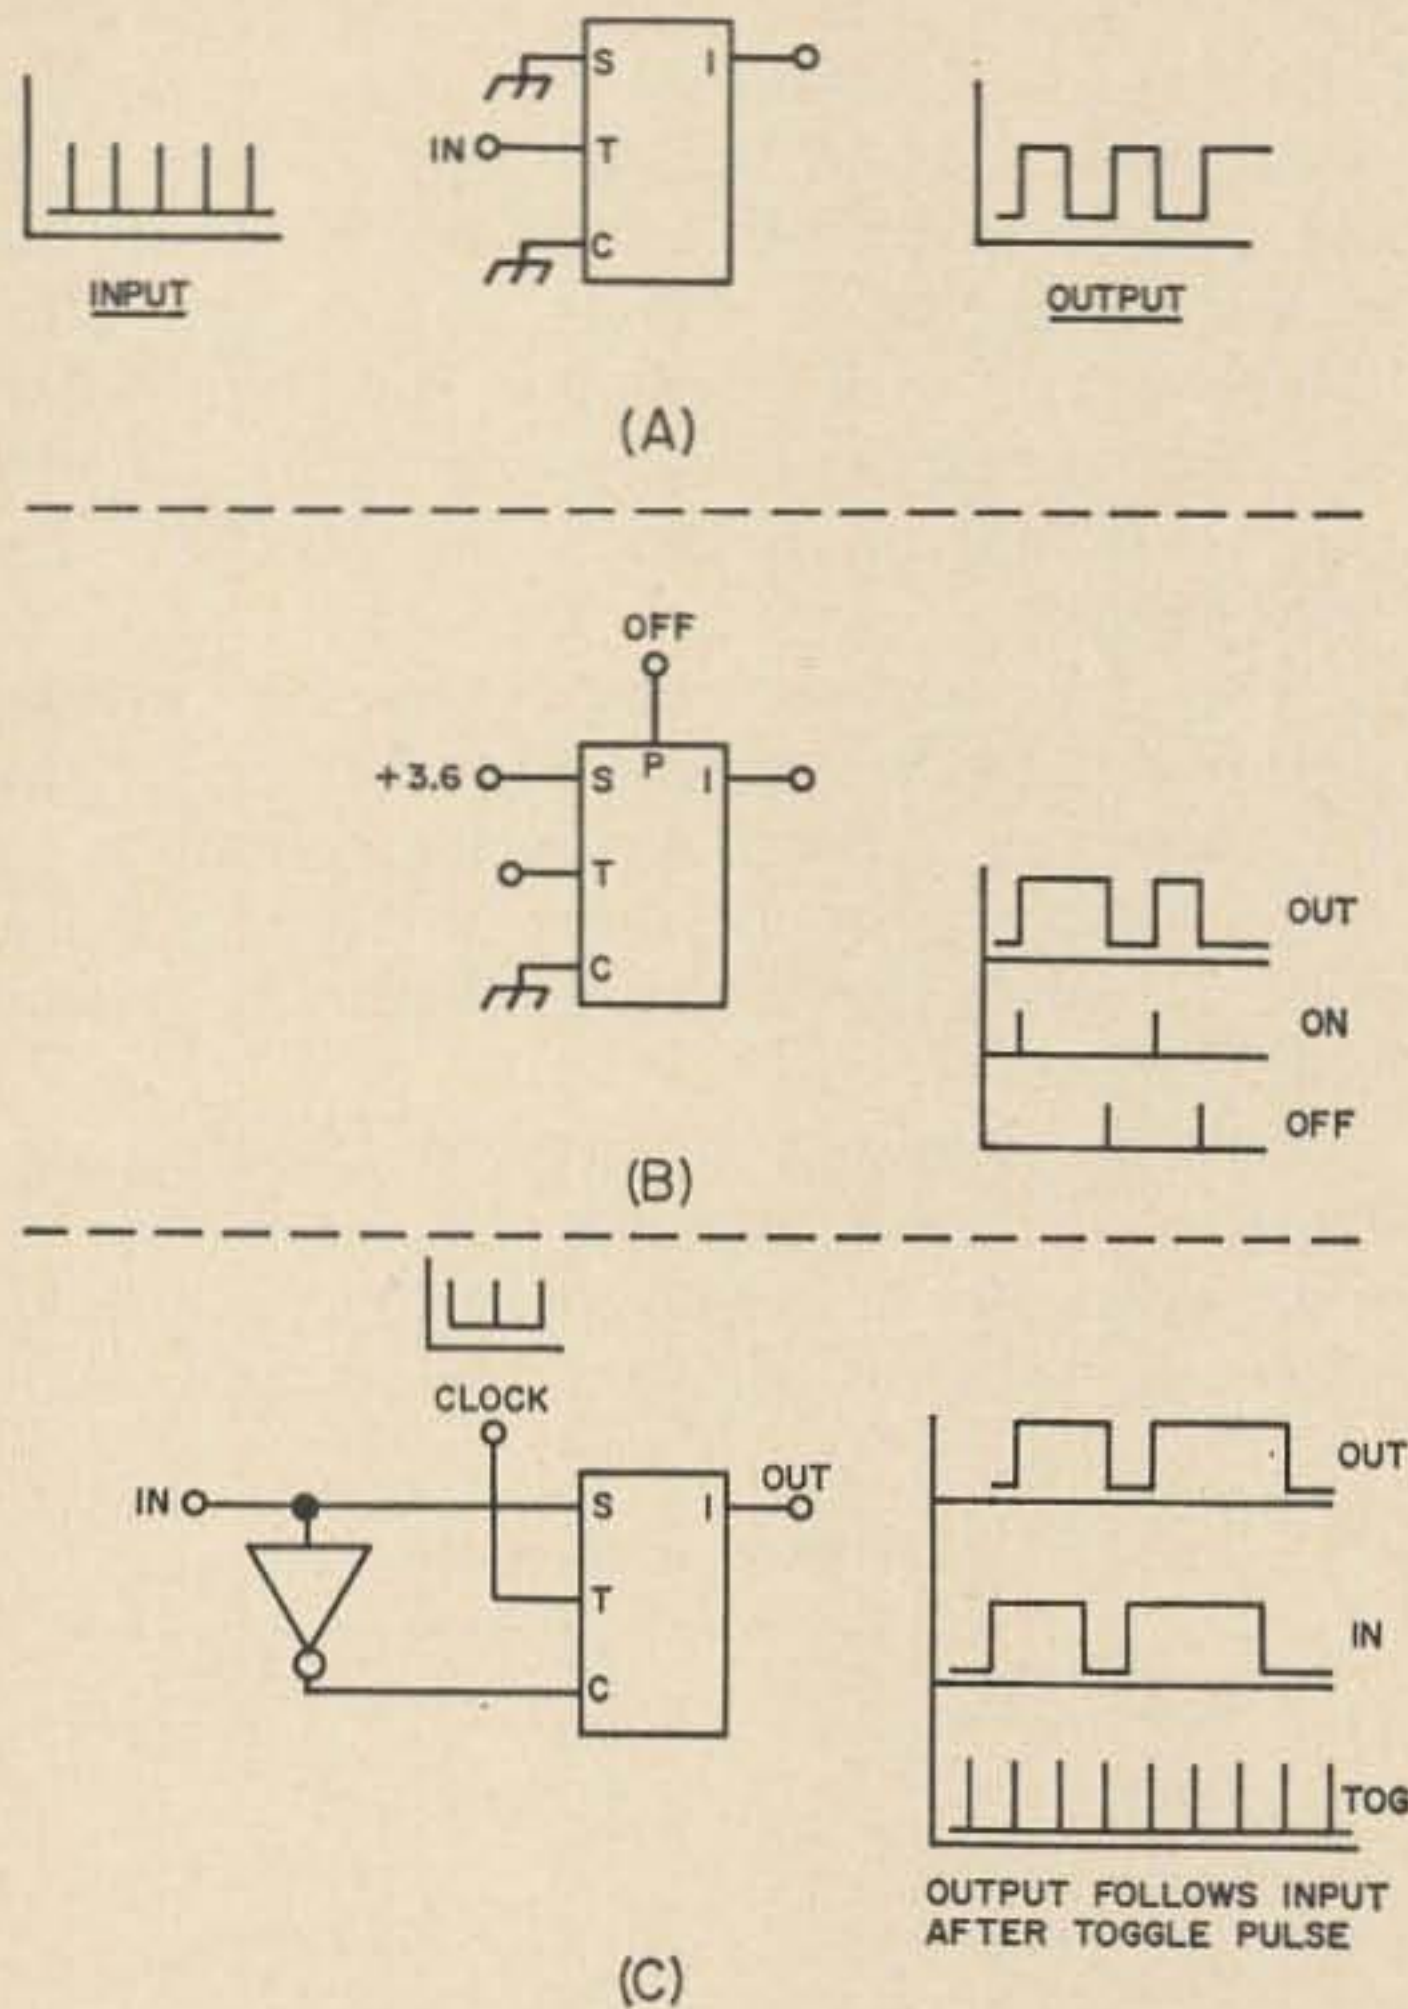 S I
IN T
C
INPUT
OUTPUT
(A)
OFF
P
+3.6 S I
T
C
OUT
ON
OFF
(B)
CLOCK
IN S I OUT
T
C
OUT
IN
TOG
OUTPUT FOLLOWS INPUT
AFTER TOGGLE PULSE
(C)